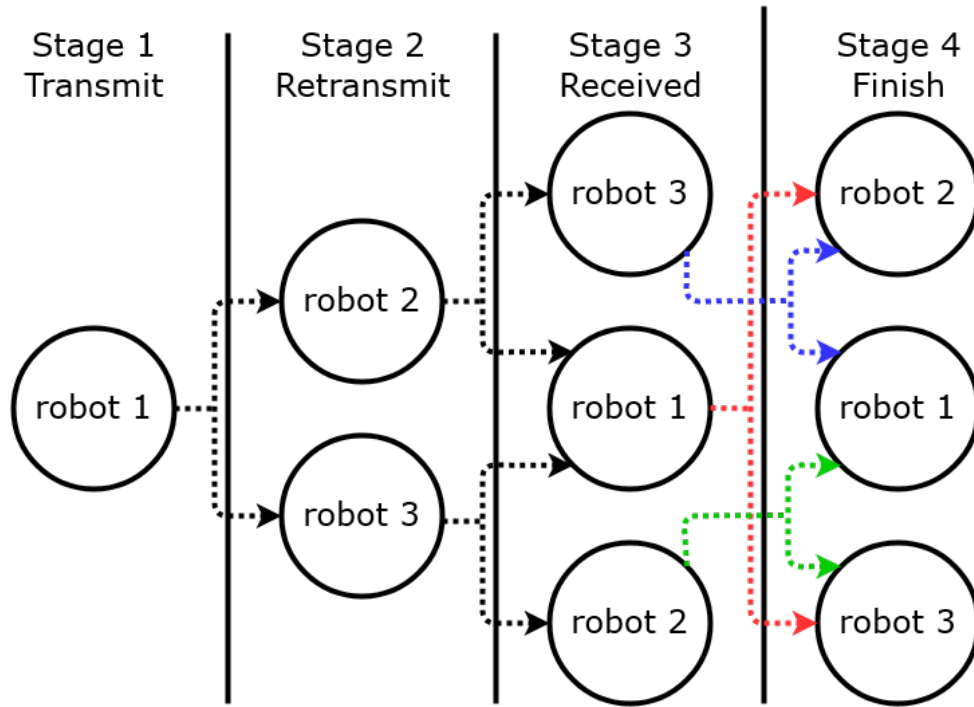 Stage 1
Transmit
Stage 2
Retransmit
Stage 3
Received
Stage 4
Finish
robot 1
robot 2
robot 3
robot 3
robot 1
robot 2
robot 2
robot 1
robot 3